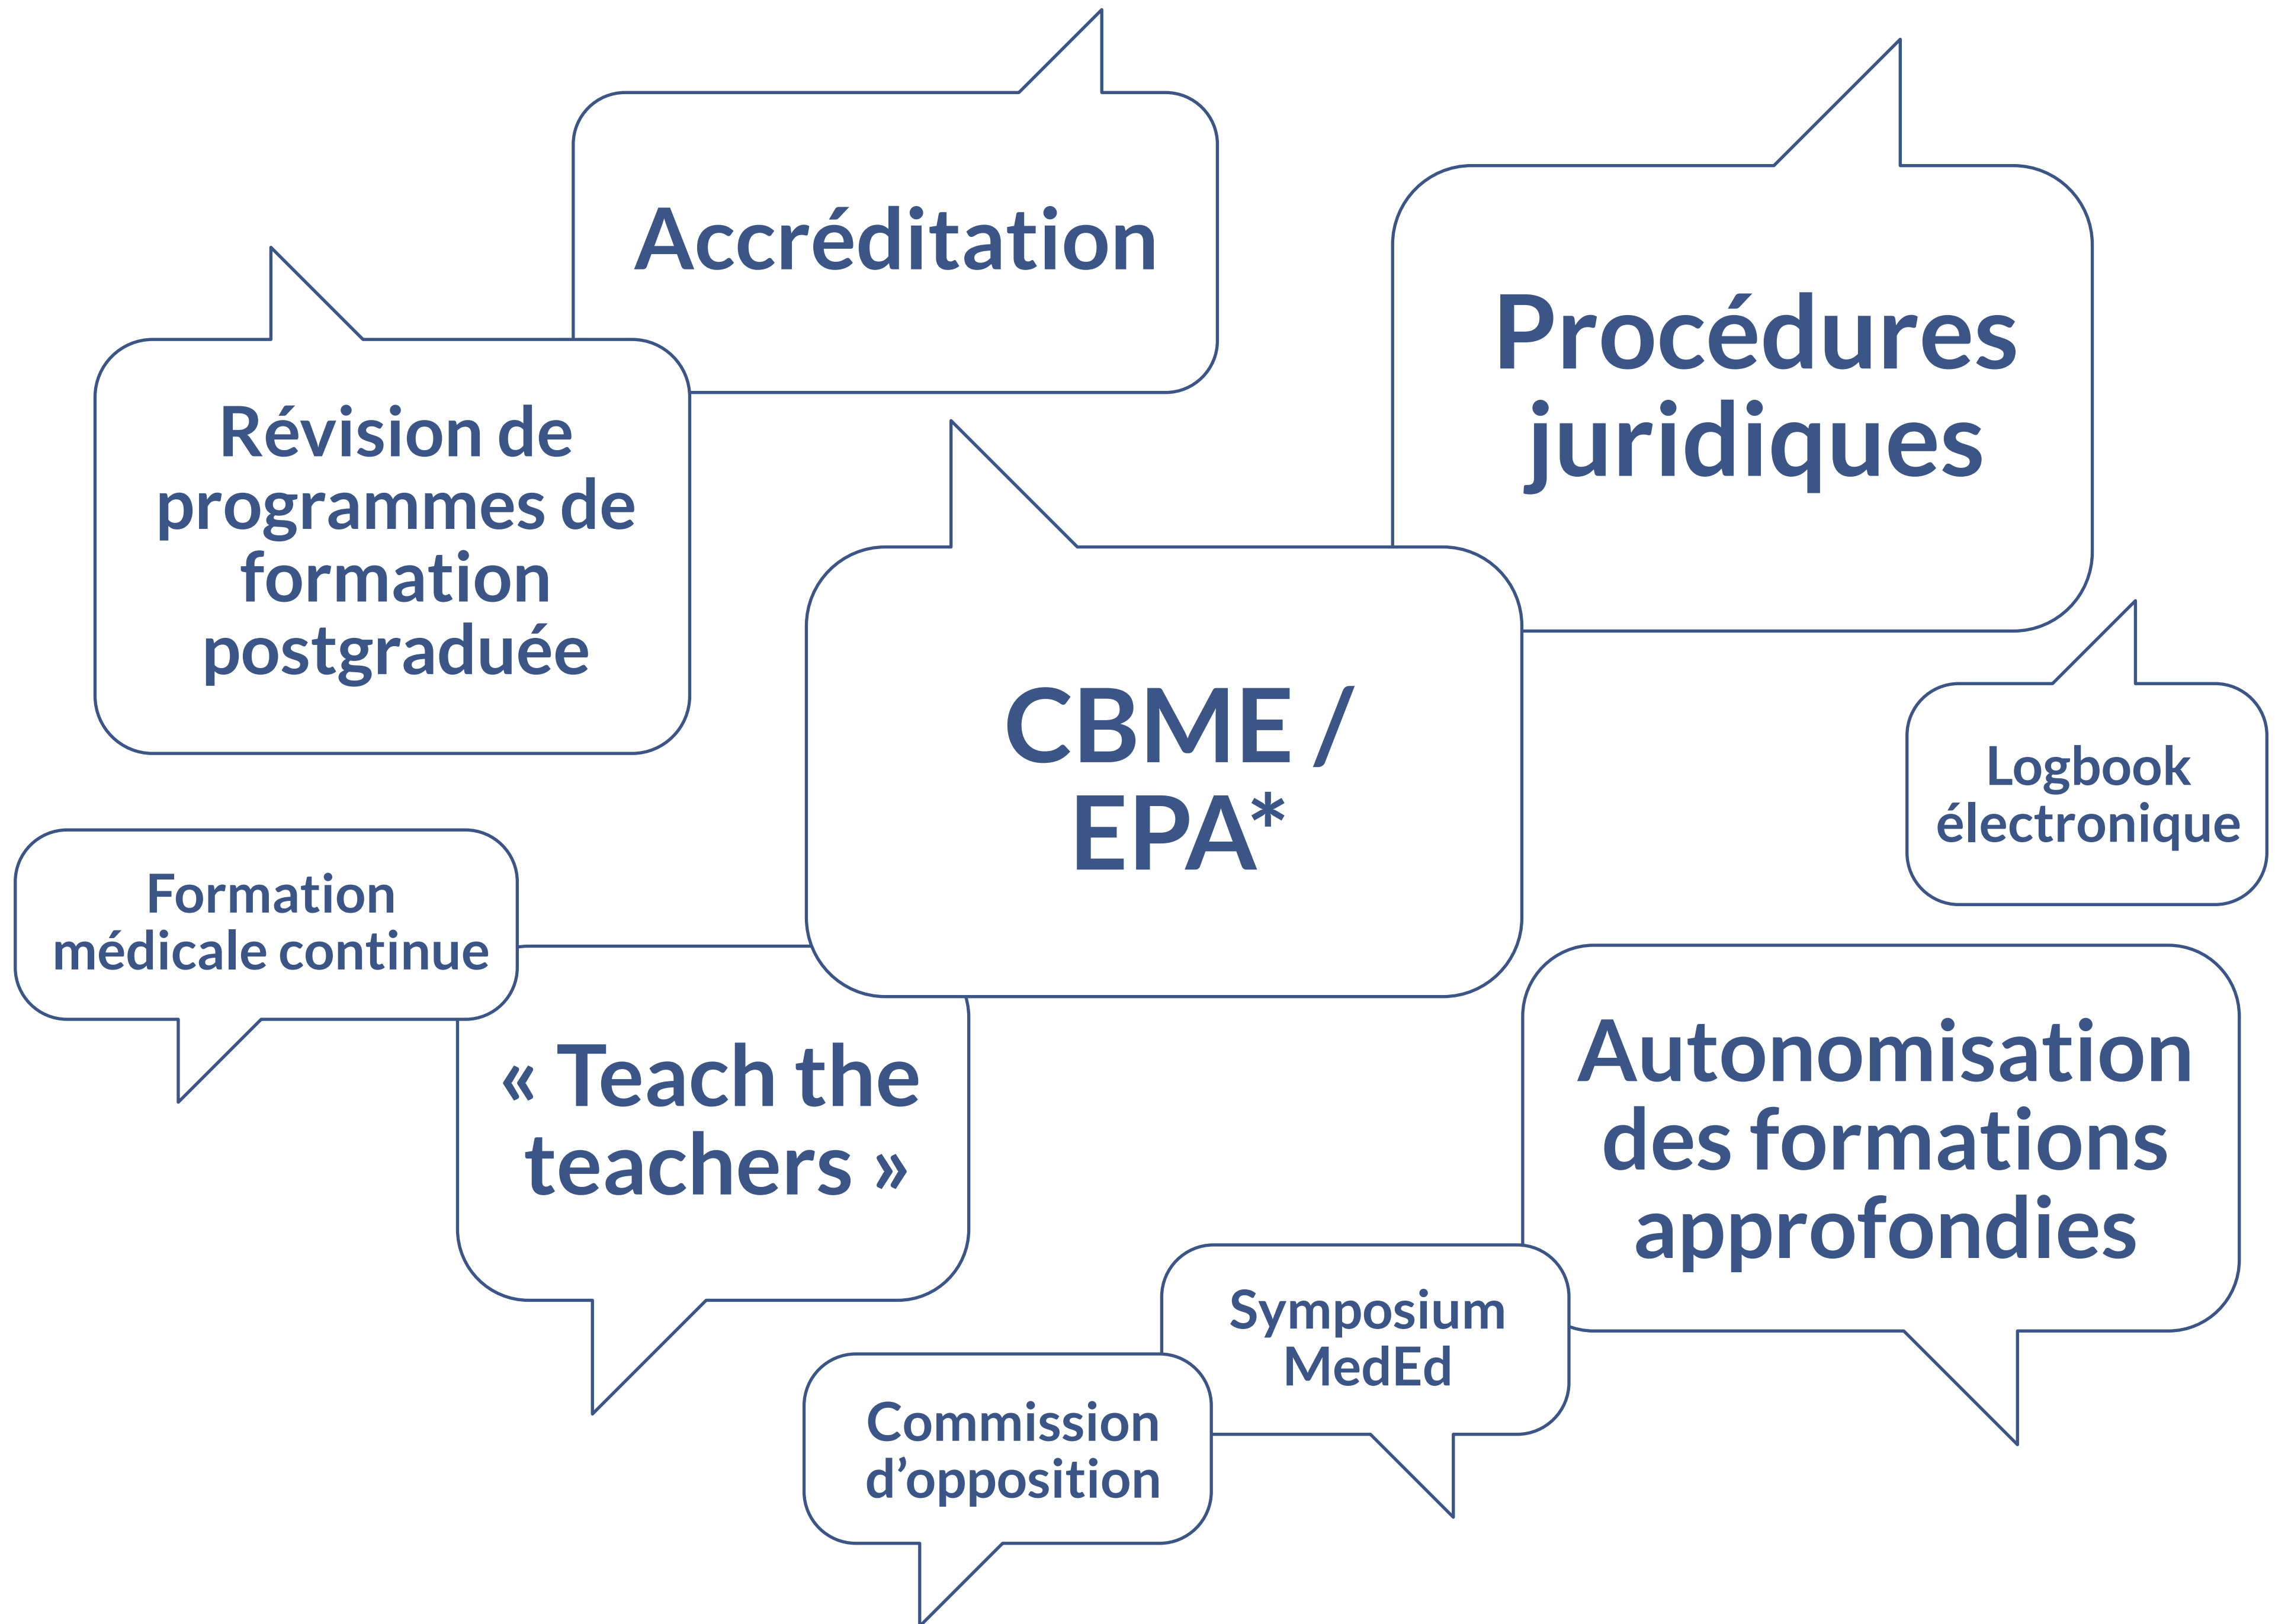 Accréditation
Procédures
juridiques
Révision de
programmes de
formation
postgraduée
CBME /
EPA*
Logbook
électronique
Formation
médicale continue
« Teach the
teachers »
Autonomisation
des formations
approfondies
Symposium
MedEd
Commission
d’opposition